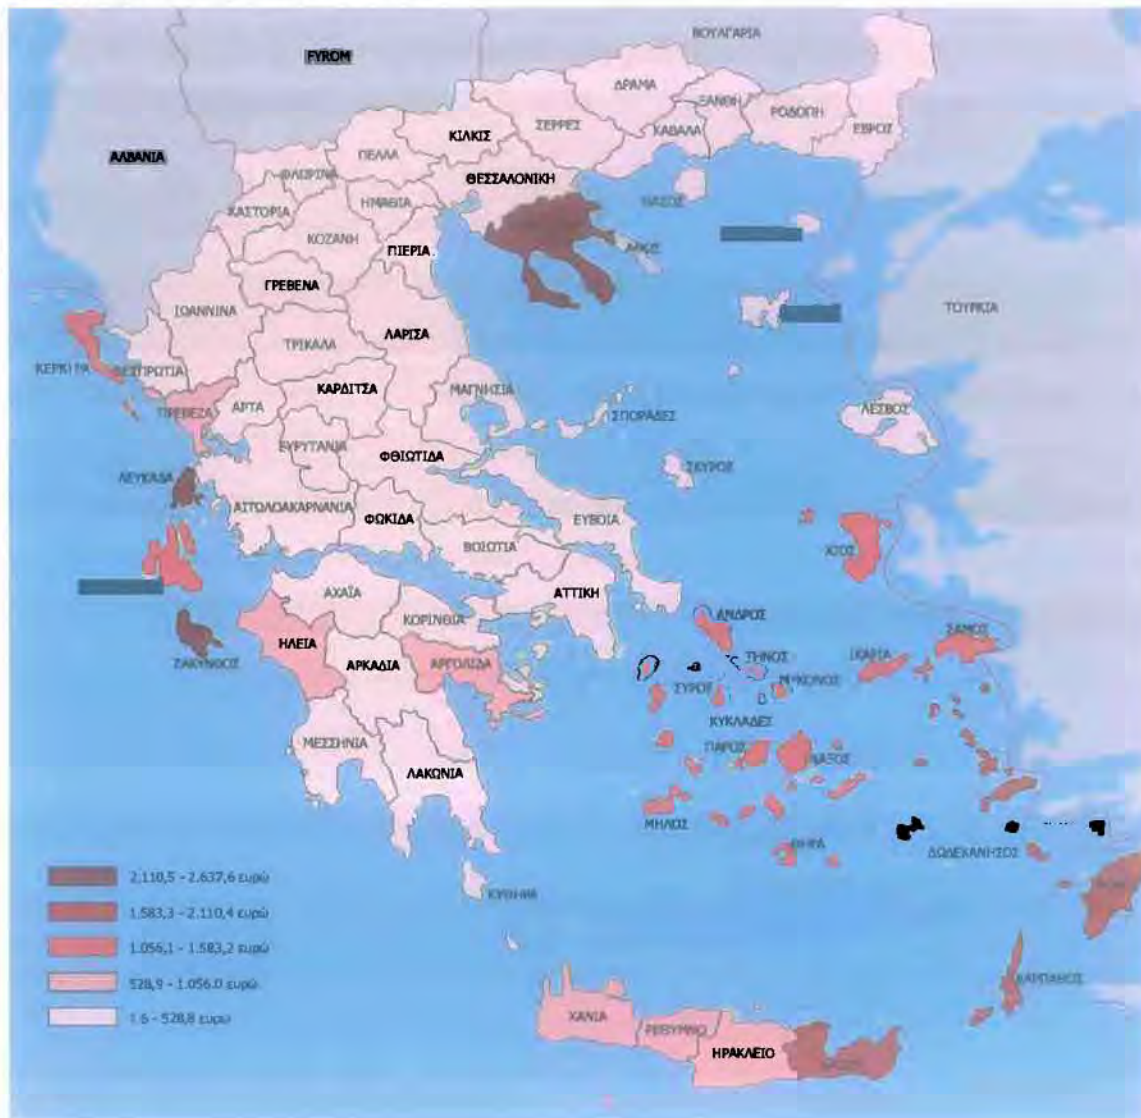 FYROM
ΒΟΥΛΓΑΡΙΑ
ΑΛΒΑΝΙΑ
ΔΡΑΜΑ
ΞΑΝΘΗ
ΡΟΔΟΠΗ
ΕΒΡΟΣ
ΣΕΡΡΕΣ
ΚΑΒΑΛΑ
ΚΙΛΚΙΣ
ΠΕΛΛΑ
ΦΛΩΡΙΝΑ
ΘΕΣΣΑΛΟΝΙΚΗ
ΚΑΣΤΟΡΙΑ
ΗΜΑΘΙΑ
ΚΟΖΑΝΗ
ΠΙΕΡΙΑ
ΓΡΕΒΕΝΑ
ΙΩΑΝΝΙΝΑ
ΤΟΥΡΚΙΑ
ΛΑΡΙΣΑ
ΤΡΙΚΑΛΑ
ΚΕΡΚΥΡΑ
ΘΕΣΠΡΩΤΙΑ
ΚΑΡΔΙΤΣΑ
ΜΑΓΝΗΣΙΑ
ΠΡΕΒΕΖΑ
ΑΡΤΑ
ΣΠΟΡΑΔΕΣ
ΛΕΣΒΟΣ
ΕΥΡΥΤΑΝΙΑ
ΦΘΙΩΤΙΔΑ
ΣΚΥΡΟΣ
ΛΕΥΚΑΔΑ
ΑΙΤΩΛΟΑΚΑΡΝΑΝΙΑ
ΦΩΚΙΔΑ
ΕΥΒΟΙΑ
ΒΟΙΩΤΙΑ
ΧΙΟΣ
ΑΧΑΪΑ
ΑΤΤΙΚΗ
ΚΟΡΙΝΘΙΑ
ΑΝΔΡΟΣ
ΣΑΜΟΣ
ΗΛΕΙΑ
ΖΑΚΥΝΘΟΣ
ΑΡΚΑΔΙΑ
ΑΡΓΟΛΙΔΑ
ΤΗΝΟΣ
ΙΚΑΡΙΑ
ΣΥΡΟΣ
ΜΥΚΟΝΟΣ
ΚΥΚΛΑΔΕΣ
ΜΕΣΣΗΝΙΑ
ΠΑΡΟΣ
ΝΑΞΟΣ
ΛΑΚΩΝΙΑ
ΜΗΛΟΣ
ΘΗΡΑ
ΔΩΔΕΚΑΝΗΣΟΣ
ΚΥΘΗΡΑ
ΚΑΡΠΑΘΟΣ
2.110,5 - 2.637,6 ευρώ
1.583,3 - 2.110,4 ευρώ
1.056,1 - 1.583,2 ευρώ
528,9 - 1.056.0 ευρώ
1.6 - 528,8 ευρώ
ΧΑΝΙΑ
ΡΕΘΥΜΝΟ
ΗΡΑΚΛΕΙΟ